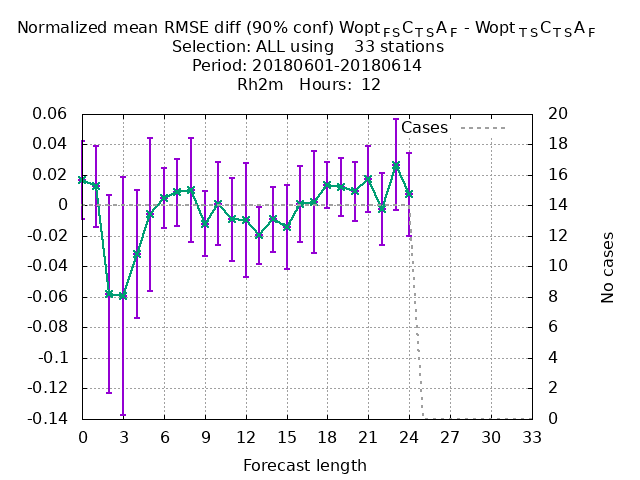 Normalized mean RMSE diff (90% conf) Wopt FS C TS A F - Wopt TS C TS A F
Selection: ALL using 33 stations
Period: 20180601-20180614
Rh2m Hours: 12
Cases
0.06
0.04
0.02
0
-0.02
-0.04
-0.06
-0.08
-0.1
-0.12
-0.14
20
18
16
14
12
10
8
6
4
2
0
No cases
0 3 6 9 12 15 18 21 24 27 30 33
Forecast length